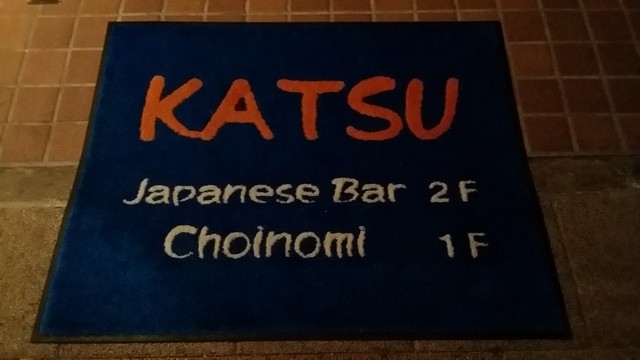 KATSU
Japanese Bar 2F
Choinomi 1F